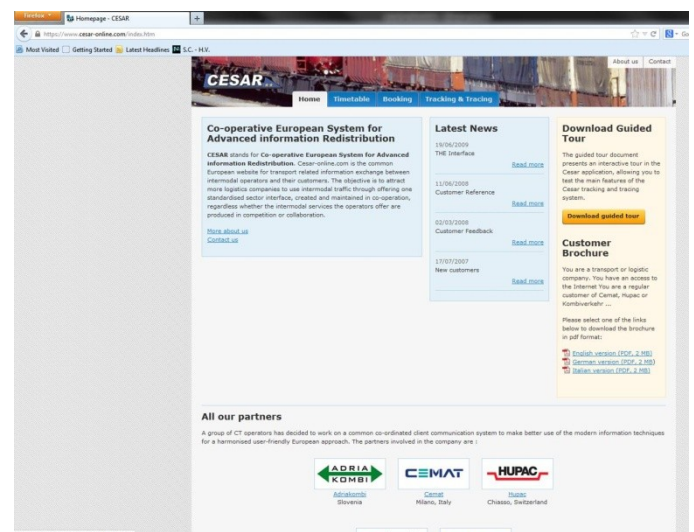 Firefox
Homepage - CESAR
https://www.cesar-online.com/index.htm
Most Visited
Getting Started
Latest Headlines
S.C. - H.V.
About us
Contact
CESAR
Home
Timetable
Booking
Tracking & Tracing
Co-operative European System for
Advanced information Redistribution
CESAR stands for Co-operative European System for Advanced
information Redistribution. Cesar-online.com is the common
European website for transport related information exchange between
intermodal operators and their customers. The objective is to attract
more logistics companies to use intermodal traffic through offering one
standardised sector interface, created and maintained in co-operation,
regardless whether the intermodal services the operators offer are
produced in competition or collaboration.
More about us
Contact us
Latest News
19/06/2009
THE Interface
Read more
11/06/2008
Customer Reference
Read more
02/03/2008
Customer Feedback
Read more
17/07/2007
New customers
Read more
Download Guided
Tour
The guided tour document
presents an interactive tour in the
Cesar application, allowing you to
test the main features of the
Cesar tracking and tracing
system.
Download guided tour
Customer
Brochure
You are a transport or logistic
company. You have an access to
the Internet You are a regular
customer of Cemat, Hupac or
Kombiverkehr ...
Please select one of the links
below to download the brochure
in pdf format:
English version (PDF, 2 MB)
German version (PDF, 2 MB)
Italian version (PDF, 2 MB)
All our partners
A group of CT operators has decided to work on a common co-ordinated client communication system to make better use of the modern information techniques
for a harmonised user-friendly European approach. The partners involved in the company are :
ADRIA
KOMBI
CEMAT
HUPAC
Adriakombi
Slovenia
Cemat
Milano, Italy
Hupac
Chiasso, Switzerland